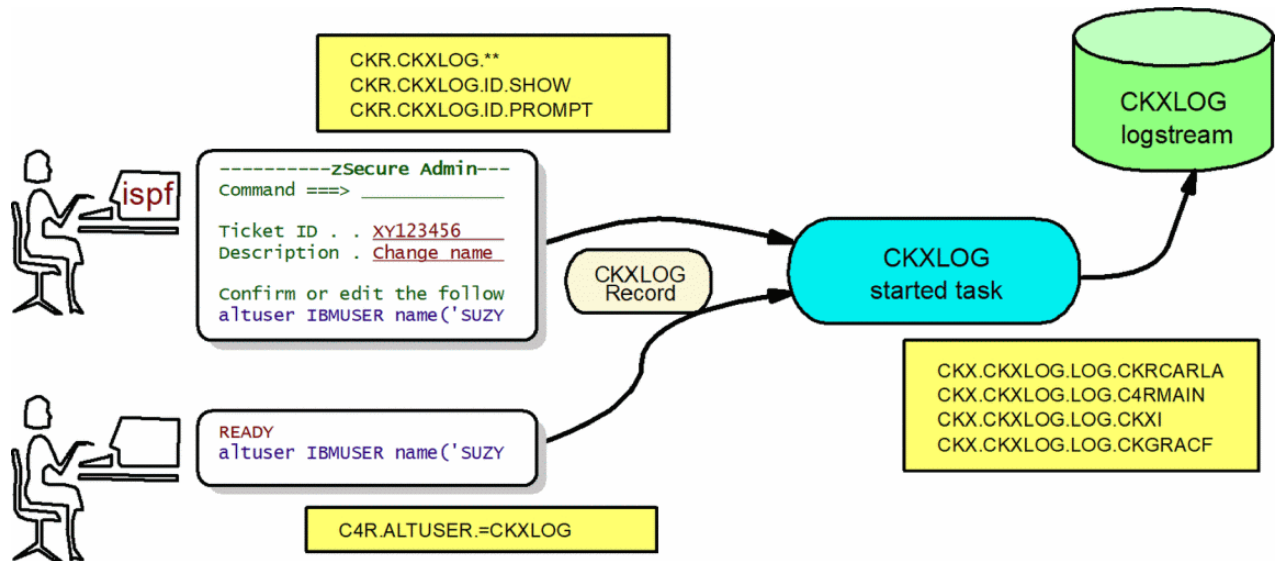 CKR.CKXLOG.**
CKR.CKXLOG.ID.SHOW
CKR.CKXLOG.ID.PROMPT
CKXLOG
logstream
ispf
----------zSecure Admin---
Command ===> ______________
Ticket ID . . XY123456
Description . Change name
Confirm or edit the follow
altuser IBMUSER name('SUZY
CKXLOG
Record
CKXLOG
started task
CKX.CKXLOG.LOG.CKRCARLA
CKX.CKXLOG.LOG.C4RMAIN
CKX.CKXLOG.LOG.CKXI
CKX.CKXLOG.LOG.CKGRACF
READY
altuser IBMUSER name('SUZY
C4R.ALTUSER.=CKXLOG